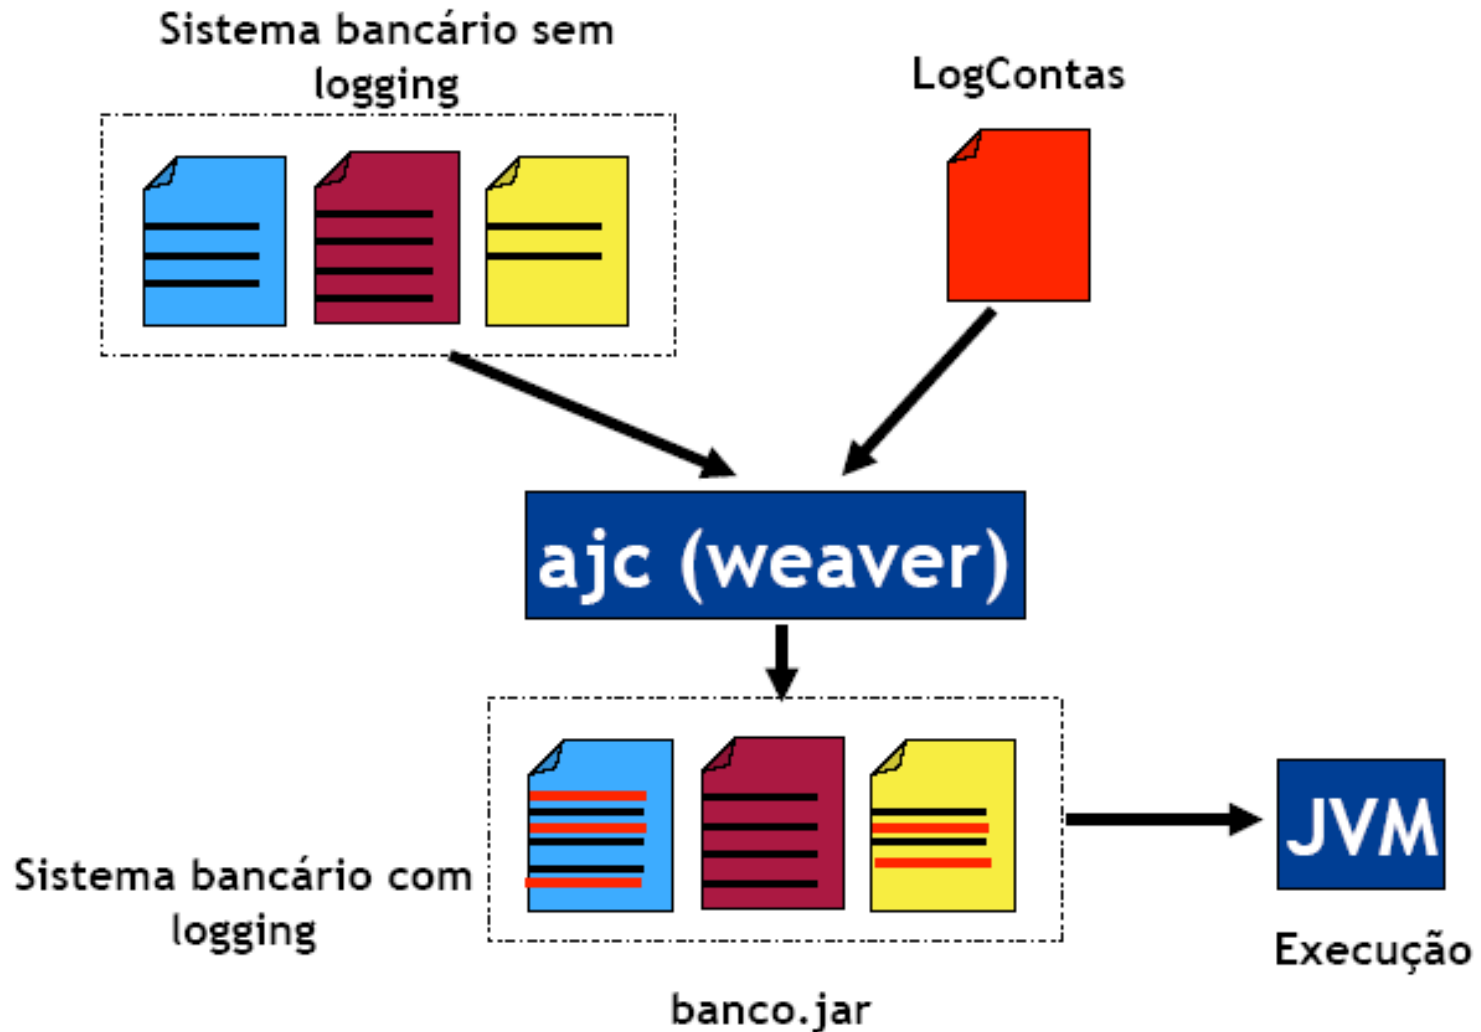 Sistema bancário sem
logging
LogContas
ajc (weaver)
Sistema bancário com
logging
JVM
Execução
banco.jar